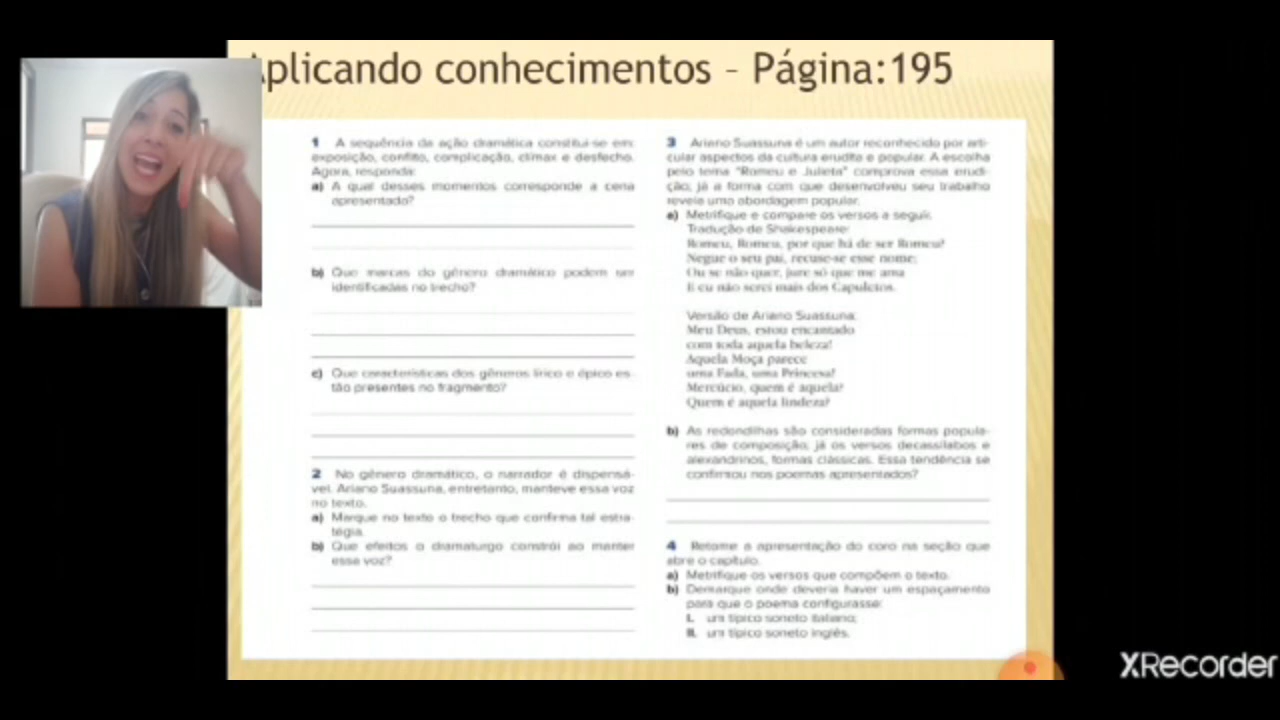 Aplicando conhecimentos – Página:195
1 A sequência da ação dramática constitui-se em:
exposição, conflito, complicação, clímax e desfecho.
Agora, responda:
a) A qual desses momentos corresponde a cena
apresentada?
b) Que marcas do gênero dramático podem ser
identificadas no trecho?
c) Que características dos gêneros lírico e épico es-
tão presentes no fragmento?
2 No gênero dramático, o narrador é dispensá-
vel. Ariano Suassuna, entretanto, manteve essa voz
no texto.
a) Marque no texto o trecho que confirma tal estra-
tégia.
b) Que efeitos o dramaturgo constrói ao manter
essa voz?
3 Ariano Suassuna é um autor reconhecido por arti-
cular aspectos da cultura erudita e popular. A escolha
pelo tema "Romeu e Julieta" comprova essa erudi-
ção; já a forma com que desenvolveu seu trabalho
revela uma abordagem popular.
a) Metrifique e compare os versos a seguir.
Tradução de Shakespeare:
Romeu, Romeu, por que há de ser Romeu?
Negue o seu pai, recuse-se esse nome;
Ou se não quer, jure só que me ama
E eu não serei mais dos Capuletos.
Versão de Ariano Suassuna:
Meu Deus, estou encantado
com toda aquela beleza!
Aquela Moça parece
uma Fada, uma Princesa!
Mercúcio, quem é aquela?
Quem é aquela lindeza?
b) As redondilhas são consideradas formas popula-
res de composição; já os versos decassílabos e
alexandrinos, formas clássicas. Essa tendência se
confirmou nos poemas apresentados?
4 Retome a apresentação do coro na seção que
abre o capítulo.
a) Metrifique os versos que compõem o texto.
b) Demarque onde deveria haver um espaçamento
para que o poema configurasse:
I. um típico soneto italiano;
II. um típico soneto inglês.
XRecorder